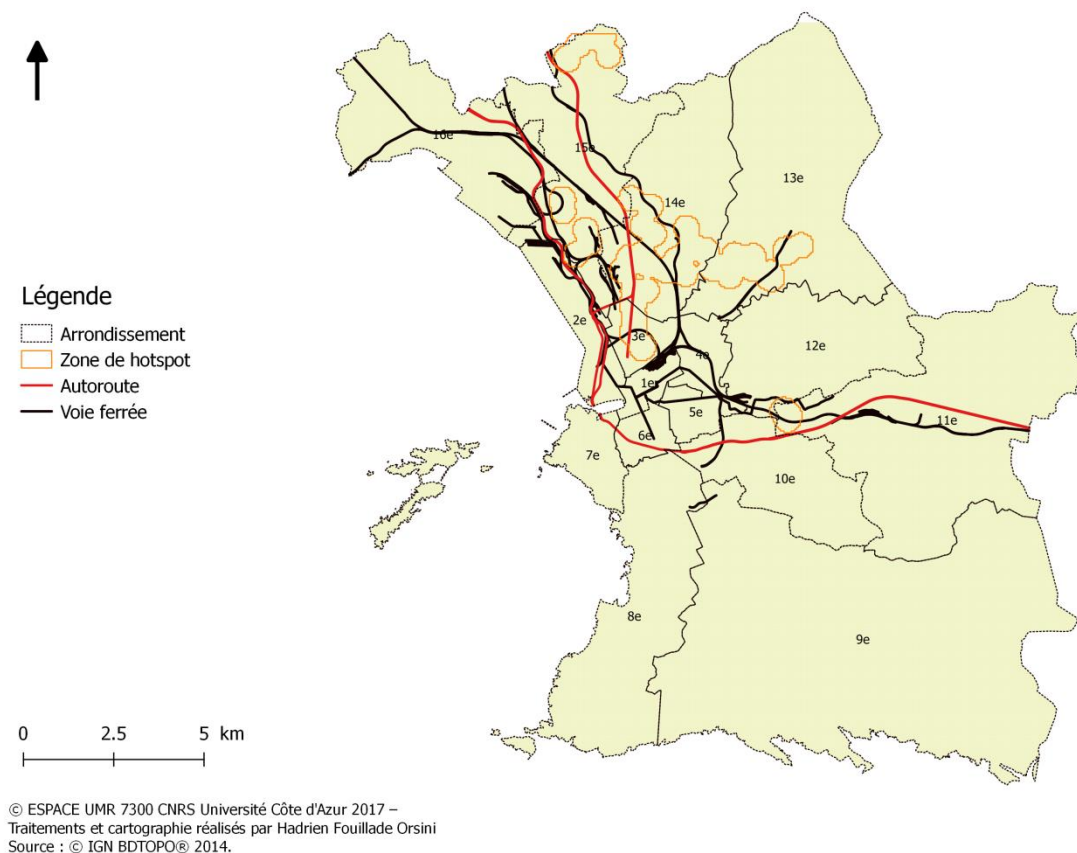 16e
15e
14e
13e
2e
3e
4e
12e
1e
5e
6e
7e
11e
10e
8e
9e
Légende
Arrondissement
Zone de hotspot
Autoroute
Voie ferrée
0 2.5 5 km
© ESPACE UMR 7300 CNRS Université Côte d'Azur 2017 –
Traitements et cartographie réalisés par Hadrien Fouillade Orsini
Source : © IGN BDTOPO® 2014.